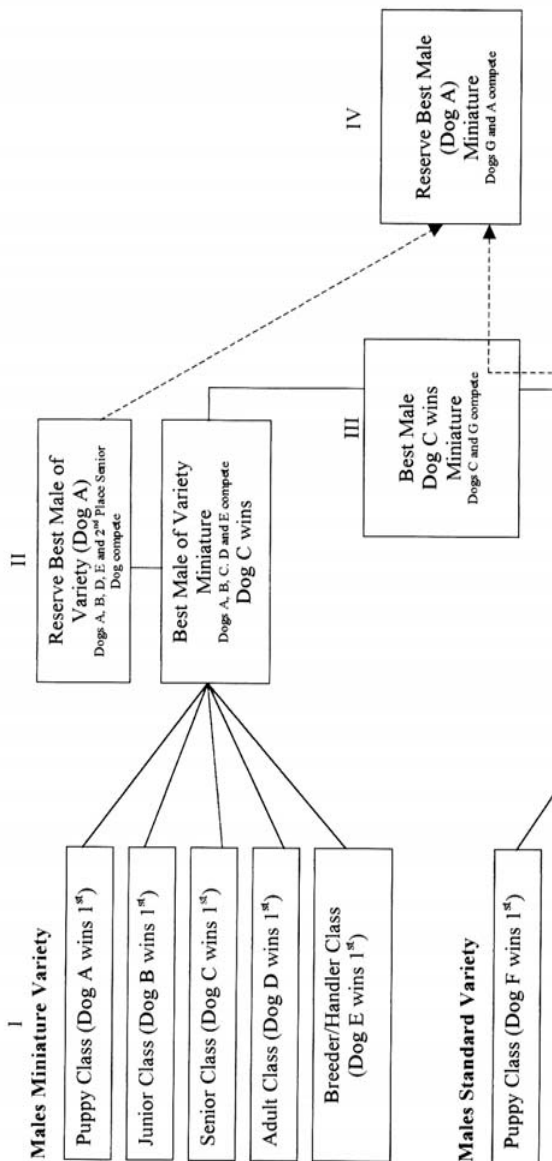 I
Males Miniature Variety
Puppy Class (Dog A wins 1st)
Junior Class (Dog B wins 1st)
Senior Class (Dog C wins 1st)
Adult Class (Dog D wins 1st)
Breeder/Handler Class
(Dog E wins 1st)
Males Standard Variety
Puppy Class (Dog F wins 1st)
II
Reserve Best Male of
Variety (Dog A)
Dogs A, B, D, E and 2nd Place Senior
Dog compete
Best Male of Variety
Miniature
Dogs A, B, C. D and E compete
Dog C wins
III
Best Male
Dog C wins
Miniature
Dogs C and G compete
IV
Reserve Best Male
(Dog A)
Miniature
Dogs G and A compete